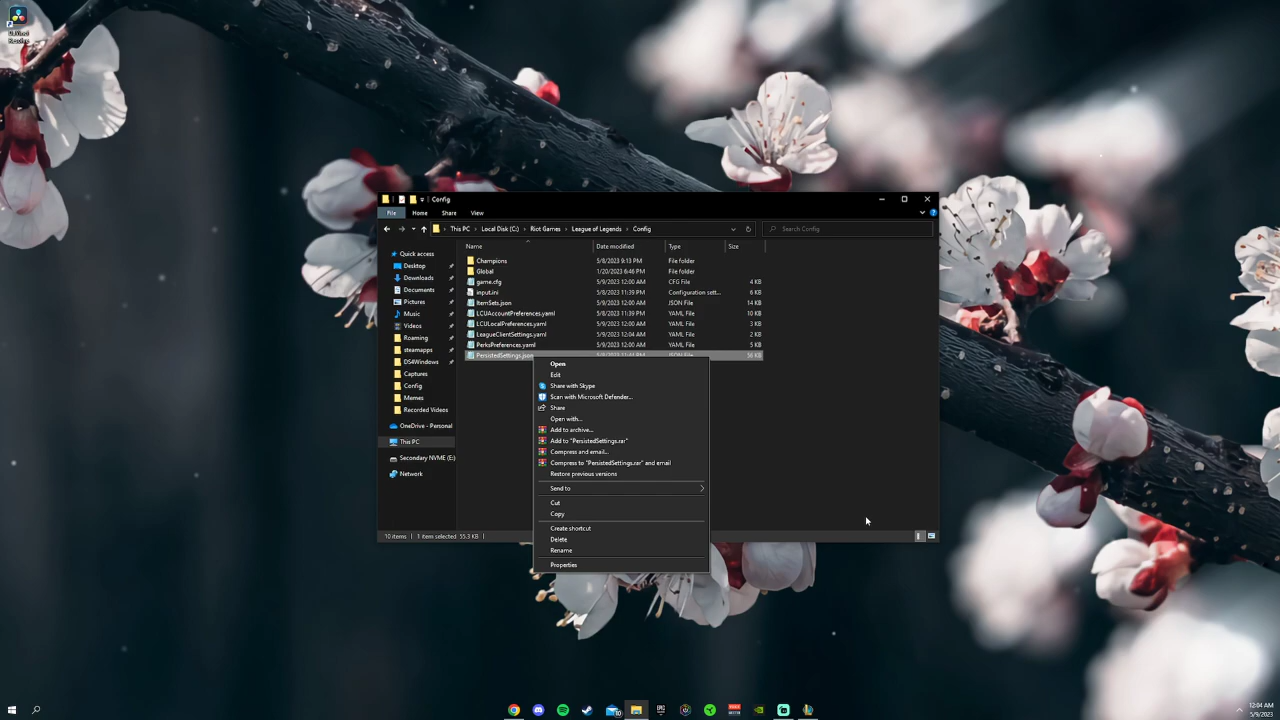 DaVinci
Resolve
Config
File Home Share View
This PC Local Disk (C:) Riot Games League of Legends Config
Search Config
Name Date modified Type Size
Quick access
Desktop
Downloads
Documents
Pictures
Music
Videos
Roaming
steamapps
DS4Windows
Captures
Config
Memes
Recorded Videos
OneDrive - Personal
This PC
Secondary NVME (E:)
Network
Champions 5/8/2023 9:13 PM File folder
Global 1/20/2023 6:46 PM File folder
game.cfg 5/9/2023 12:00 AM CFG File 4 KB
input.ini 5/8/2023 11:39 PM Configuration sett... 6 KB
ItemSets.json 5/9/2023 12:00 AM JSON File 14 KB
LCUAccountPreferences.yaml 5/8/2023 11:39 PM YAML File 10 KB
LCULocalPreferences.yaml 5/9/2023 12:00 AM YAML File 3 KB
LeagueClientSettings.yaml 5/9/2023 12:04 AM YAML File 2 KB
PerksPreferences.yaml 5/9/2023 12:00 AM YAML File 5 KB
PersistedSettings.json 56 KB
Open
Edit
Share with Skype
Scan with Microsoft Defender...
Share
Open with...
Add to archive...
Add to "PersistedSettings.rar"
Compress and email...
Compress to "PersistedSettings.rar" and email
Restore previous versions
Send to
Cut
Copy
Create shortcut
Delete
Rename
Properties
10 items 1 item selected 55.3 KB
EPIC
12:04 AM
5/9/2023